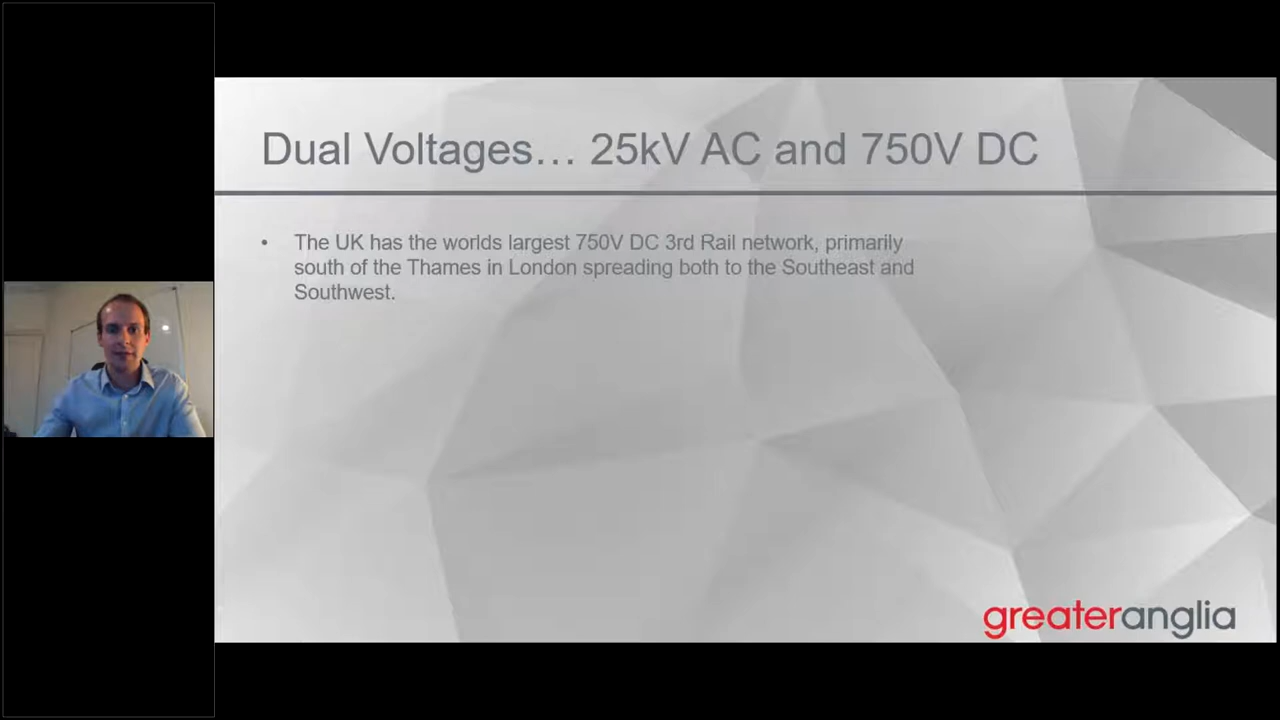 Dual Voltages... 25kV AC and 750V DC
• The UK has the worlds largest 750V DC 3rd Rail network, primarily
south of the Thames in London spreading both to the Southeast and
Southwest.
greateranglia